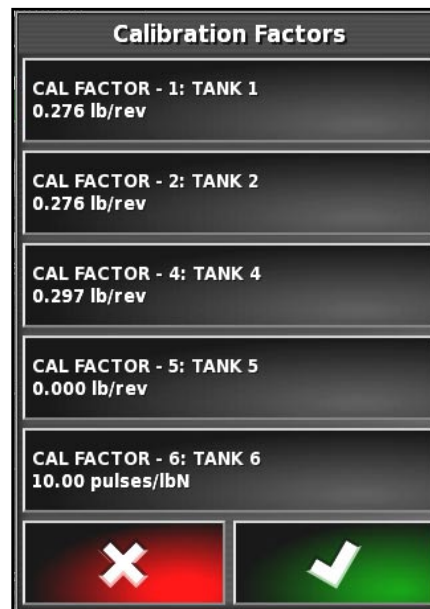 Calibration Factors
CAL FACTOR - 1: TANK 1
0.276 lb/rev
CAL FACTOR - 2: TANK 2
0.276 lb/rev
CAL FACTOR - 4: TANK 4
0.297 lb/rev
CAL FACTOR - 5: TANK 5
0.000 lb/rev
CAL FACTOR - 6: TANK 6
10.00 pulses/lbN